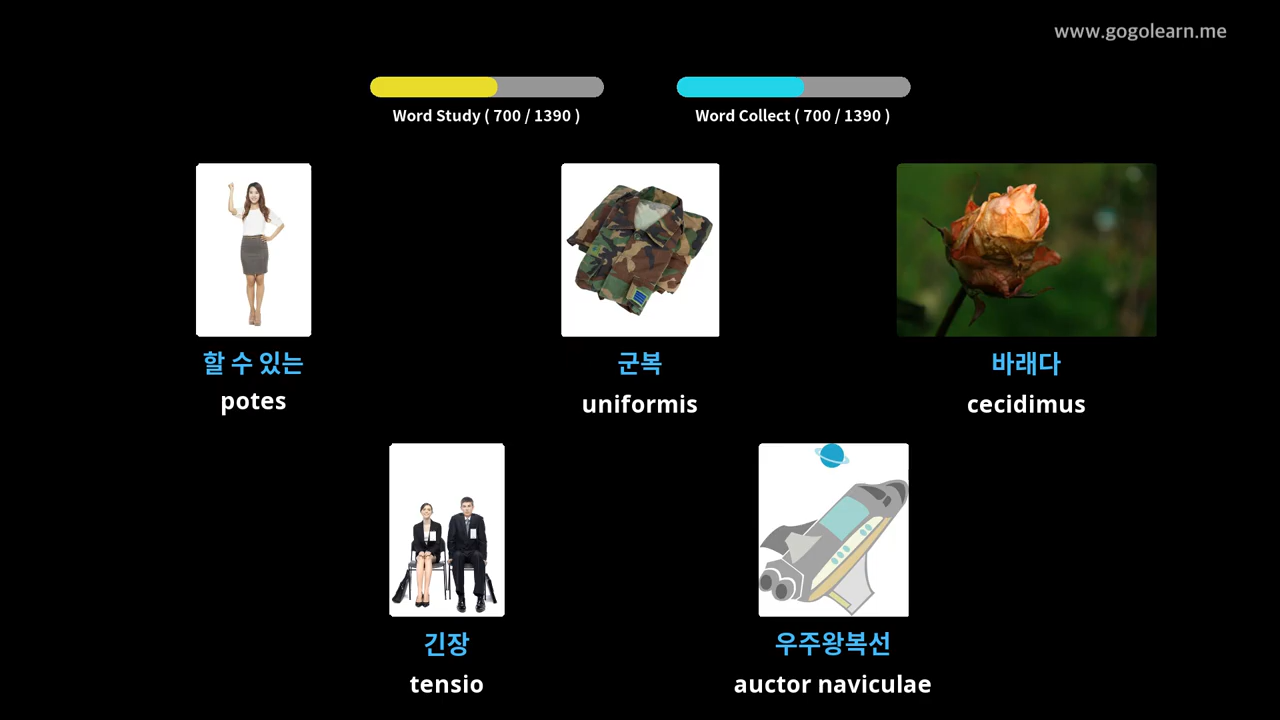 www.gogolearn.me
Word Study ( 700 / 1390 )
Word Collect ( 700 / 1390 )
할 수 있는
potes
군복
uniformis
바래다
cecidimus
긴장
tensio
우주왕복선
auctor naviculae